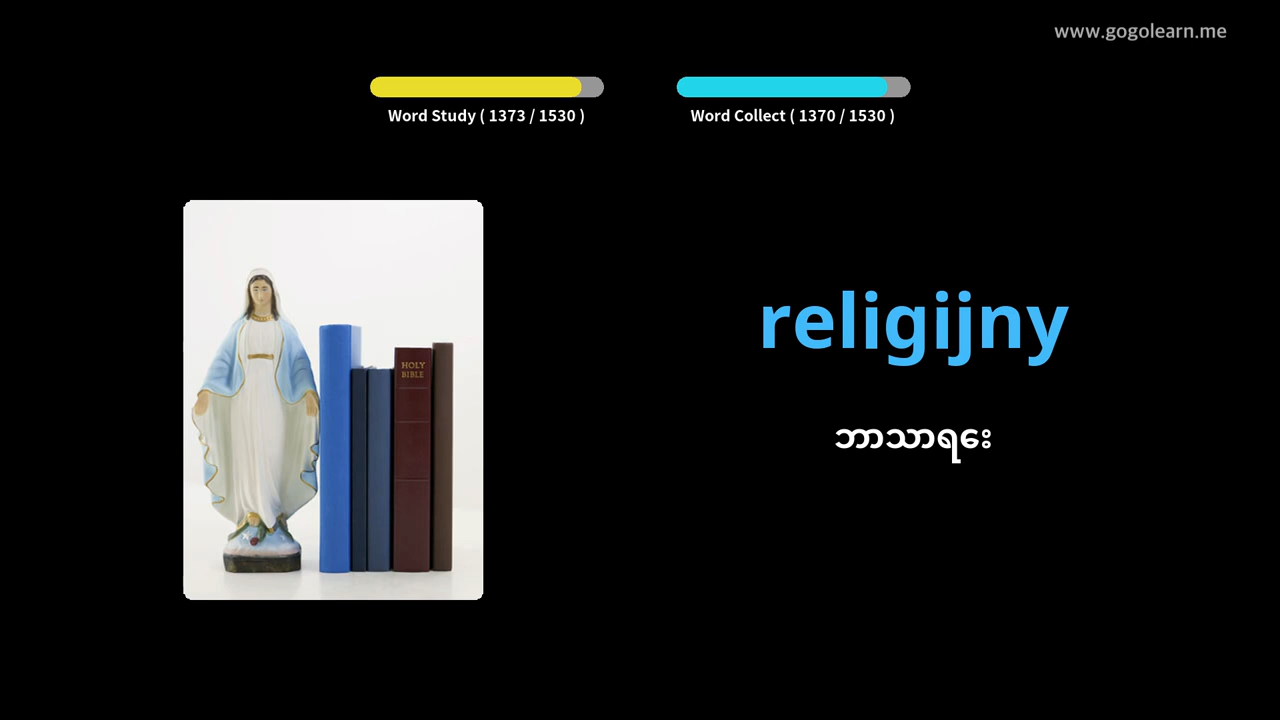 www.gogolearn.me
Word Study ( 1373 / 1530 )
Word Collect ( 1370 / 1530 )
HOLY
BIBLE
religijny
ဘာသာရေး